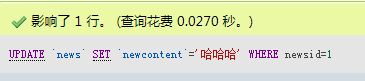 影响了 1 行。 (查询花费 0.0270 秒。)
UPDATE `news` SET `newcontent`='哈哈哈' WHERE newsid=1